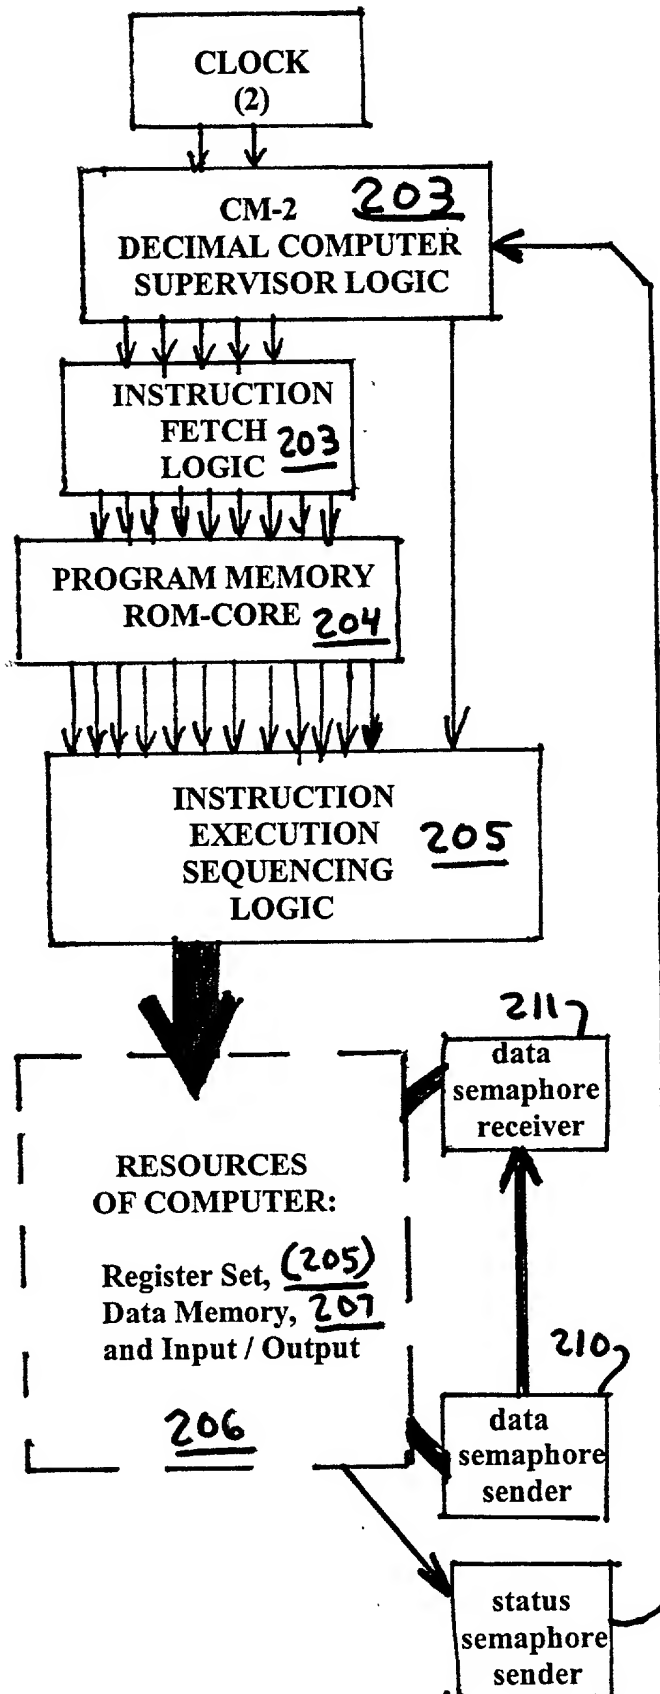 CLOCK
(2)
CM-2 203
DECIMAL COMPUTER
SUPERVISOR LOGIC
INSTRUCTION
FETCH 203
LOGIC
PROGRAM MEMORY
ROM-CORE 204
INSTRUCTION
EXECUTION 205
SEQUENCING
LOGIC
211
data
semaphore
receiver
RESOURCES
OF COMPUTER:
Register Set, (205)
Data Memory, 207
and Input / Output
206
210
data
semaphore
sender
status
semaphore
sender